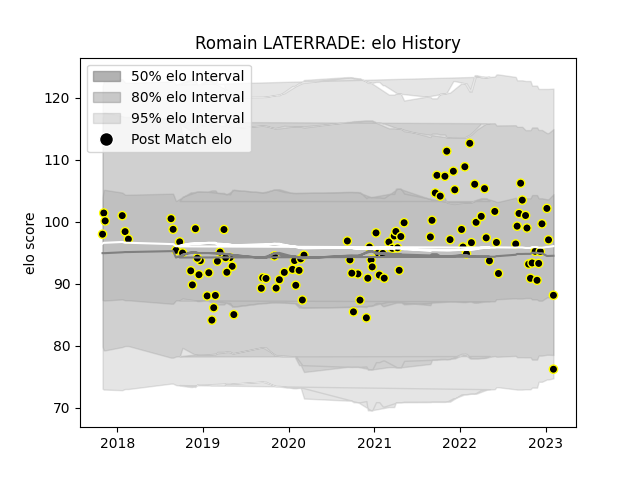 Romain LATERRADE: elo History
50% elo Interval
80% elo Interval
95% elo Interval
Post Match elo
elo score
120
110
100
90
80
70
2018
2019
2020
2021
2022
2023